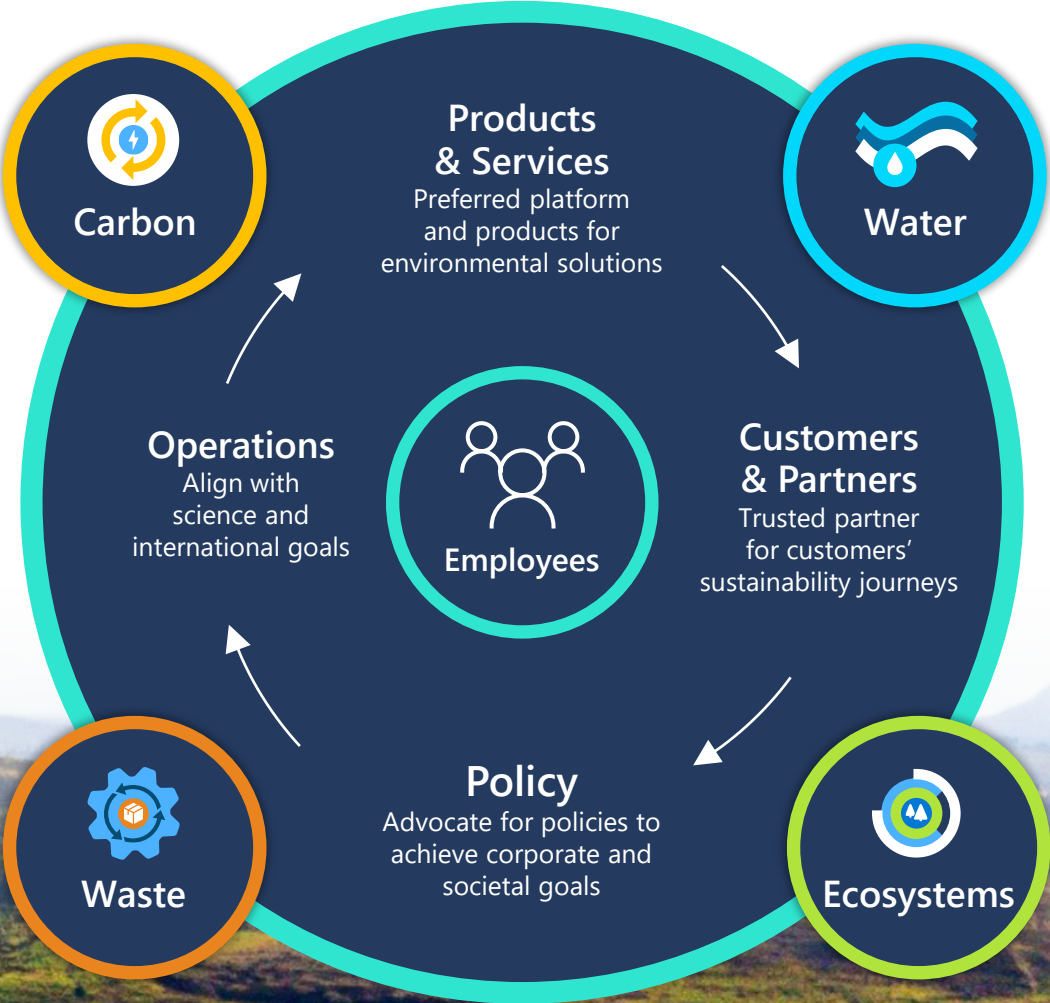 Carbon
Products
& Services
Preferred platform
and products for
environmental solutions
Water
Operations
Align with
science and
international goals
Employees
Customers
& Partners
Trusted partner
for customers’
sustainability journeys
Waste
Policy
Advocate for policies to
achieve corporate and
societal goals
Ecosystems